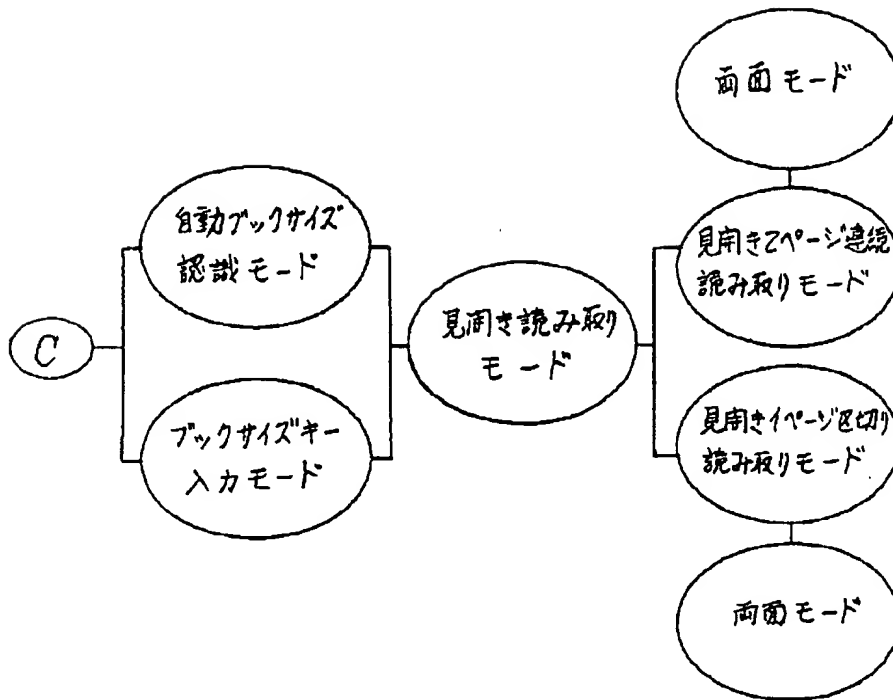 両面モード
自動ブックサイズ
認識モード
見開き2ページ連続
読み取りモード
C
見開き読み取り
モード
ブックサイズキー
入力モード
見開き1ページ区切り
読み取りモード
両面モード